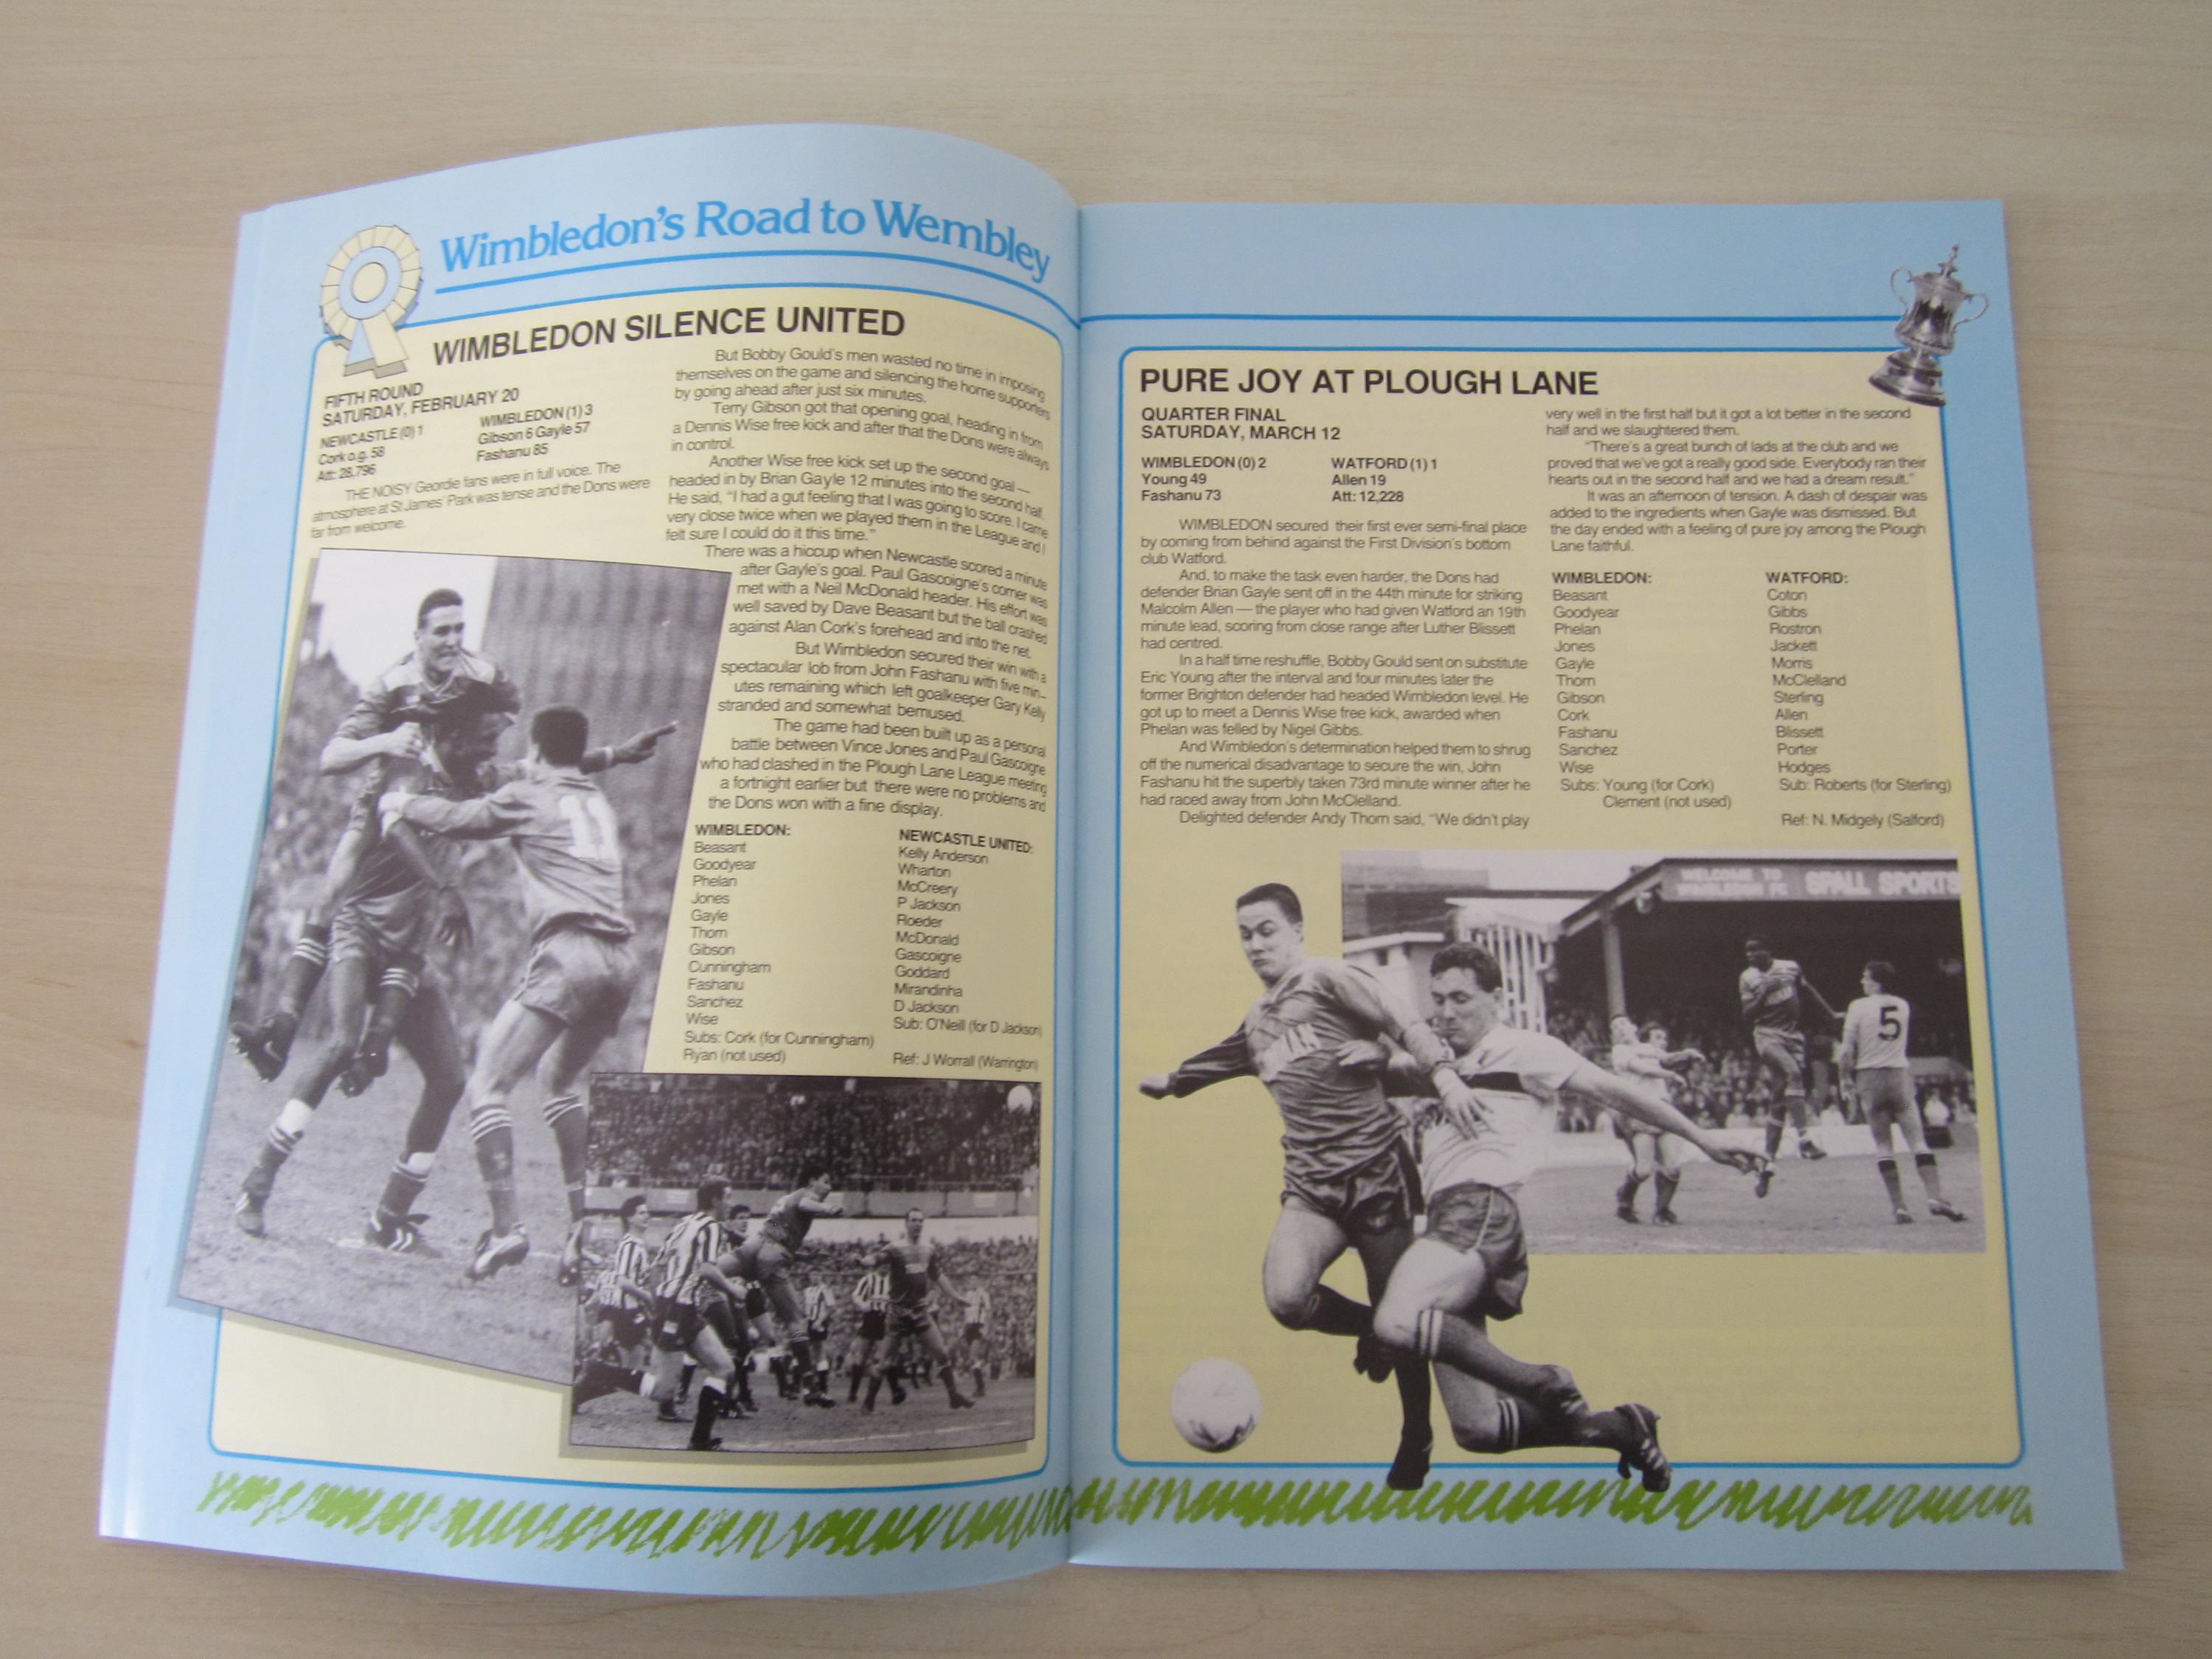 Wimbledon's Road to Wembley
WIMBLEDON SILENCE UNITED
FIFTH ROUND
SATURDAY, FEBRUARY 20
NEWCASTLE (0) 1
Cork o.g. 58
Att: 28,796
WIMBLEDON (1) 3
Gibson 6 Gayle 57
Fashanu 85
THE NOISY Geordie fans were in full voice. The
atmosphere at St James' Park was tense and the Dons were
far from welcome.
But Bobby Gould's men wasted no time in imposing
themselves on the game and silencing the home supporters
by going ahead after just six minutes.
Terry Gibson got that opening goal, heading in from
a Dennis Wise free kick and after that the Dons were always
in control.
Another Wise free kick set up the second goal —
headed in by Brian Gayle 12 minutes into the second half.
He said, "I had a gut feeling that I was going to score. I came
very close twice when we played them in the League and I
felt sure I could do it this time."
There was a hiccup when Newcastle scored a minute
after Gayle's goal. Paul Gascoigne's corner was
met with a Neil McDonald header. His effort was
well saved by Dave Beasant but the ball crashed
against Alan Cork's forehead and into the net.
But Wimbledon secured their win with a
spectacular lob from John Fashanu with five min-
utes remaining which left goalkeeper Gary Kelly
stranded and somewhat bemused.
The game had been built up as a personal
battle between Vince Jones and Paul Gascoigne
who had clashed in the Plough Lane League meeting
a fortnight earlier but there were no problems and
the Dons won with a fine display.
WIMBLEDON:
Beasant
Goodyear
Phelan
Jones
Gayle
Thorn
Gibson
Cunningham
Fashanu
Sanchez
Wise
Subs: Cork (for Cunningham)
Ryan (not used)
NEWCASTLE UNITED:
Kelly Anderson
Wharton
McCreery
P Jackson
Roeder
McDonald
Gascoigne
Goddard
Mirandinha
D Jackson
Sub: O'Neill (for D Jackson)
Ref: J Worrall (Warrington)
11
PURE JOY AT PLOUGH LANE
QUARTER FINAL
SATURDAY, MARCH 12
WIMBLEDON (0) 2
Young 49
Fashanu 73
WATFORD (1) 1
Allen 19
Att: 12,228
WIMBLEDON secured their first ever semi-final place
by coming from behind against the First Division's bottom
club Watford.
And, to make the task even harder, the Dons had
defender Brian Gayle sent off in the 44th minute for striking
Malcolm Allen — the player who had given Watford an 19th
minute lead, scoring from close range after Luther Blissett
had centred.
In a half time reshuffle, Bobby Gould sent on substitute
Eric Young after the interval and four minutes later the
former Brighton defender had headed Wimbledon level. He
got up to meet a Dennis Wise free kick, awarded when
Phelan was felled by Nigel Gibbs.
And Wimbledon's determination helped them to shrug
off the numerical disadvantage to secure the win, John
Fashanu hit the superbly taken 73rd minute winner after he
had raced away from John McClelland.
Delighted defender Andy Thorn said, "We didn't play
very well in the first half but it got a lot better in the second
half and we slaughtered them.
"There's a great bunch of lads at the club and we
proved that we've got a really good side. Everybody ran their
hearts out in the second half and we had a dream result."
It was an afternoon of tension. A dash of despair was
added to the ingredients when Gayle was dismissed. But
the day ended with a feeling of pure joy among the Plough
Lane faithful.
WIMBLEDON:
Beasant
Goodyear
Phelan
Jones
Gayle
Thorn
Gibson
Cork
Fashanu
Sanchez
Wise
Subs: Young (for Cork)
Clement (not used)
WATFORD:
Coton
Gibbs
Rostron
Jackett
Morris
McClelland
Sterling
Allen
Blissett
Porter
Hodges
Sub: Roberts (for Sterling)
Ref: N. Midgely (Salford)
WELCOME TO
WIMBLEDON FC
SPALL SPORTS
5